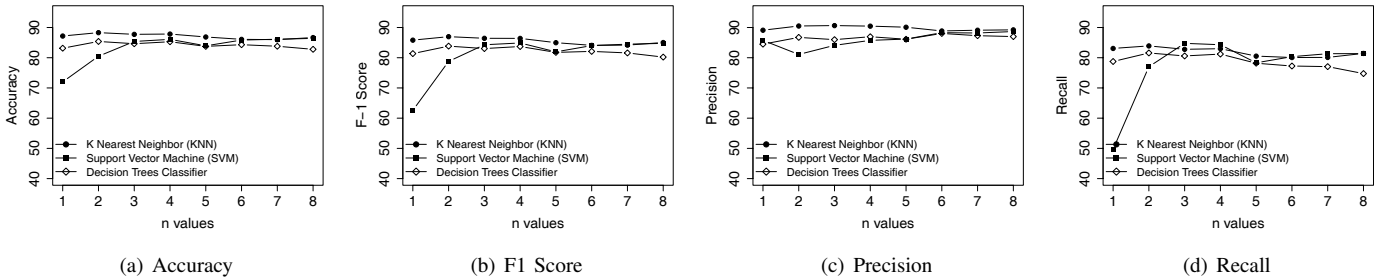 Accuracy
40 50 60 70 80 90
K Nearest Neighbor (KNN)
Support Vector Machine (SVM)
Decision Trees Classifier
1 2 3 4 5 6 7 8
n values
(a) Accuracy
F−1 Score
40 50 60 70 80 90
K Nearest Neighbor (KNN)
Support Vector Machine (SVM)
Decision Trees Classifier
1 2 3 4 5 6 7 8
n values
(b) F1 Score
Precision
40 50 60 70 80 90
K Nearest Neighbor (KNN)
Support Vector Machine (SVM)
Decision Trees Classifier
1 2 3 4 5 6 7 8
n values
(c) Precision
Recall
40 50 60 70 80 90
K Nearest Neighbor (KNN)
Support Vector Machine (SVM)
Decision Trees Classifier
1 2 3 4 5 6 7 8
n values
(d) Recall